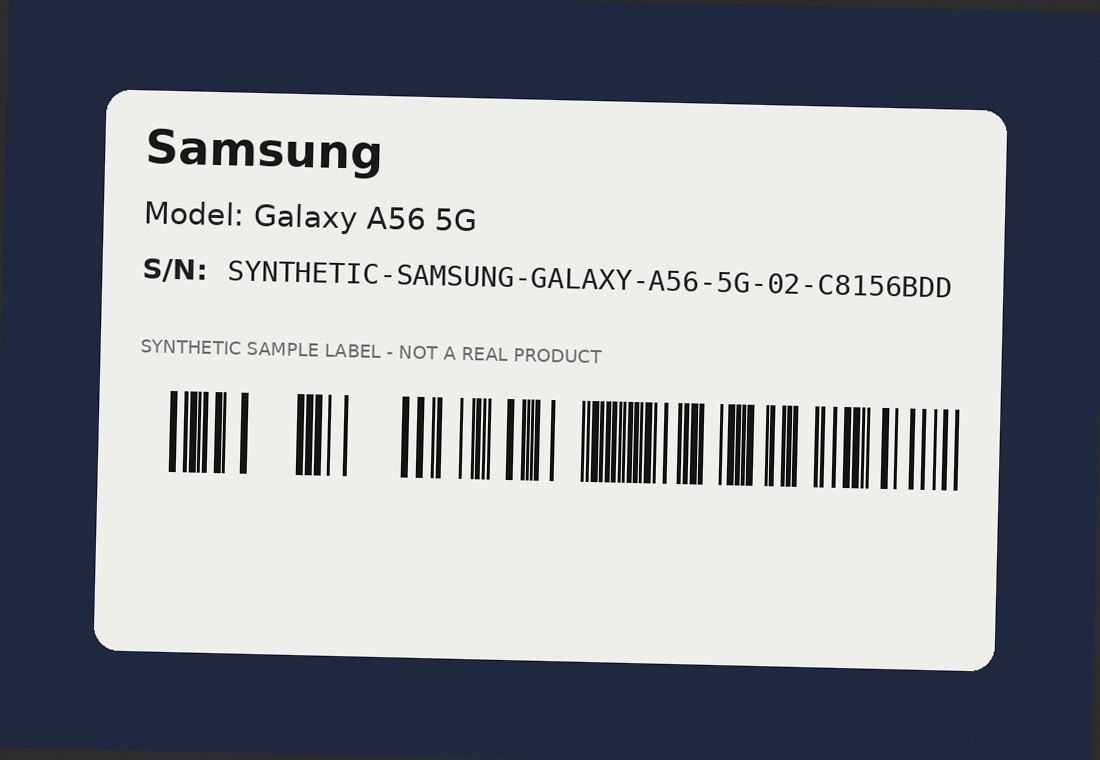 Samsung
Model: Galaxy A56 5G
S/N: SYNTHETIC-SAMSUNG-GALAXY-A56-5G-02-C8156BDD
SYNTHETIC SAMPLE LABEL - NOT A REAL PRODUCT